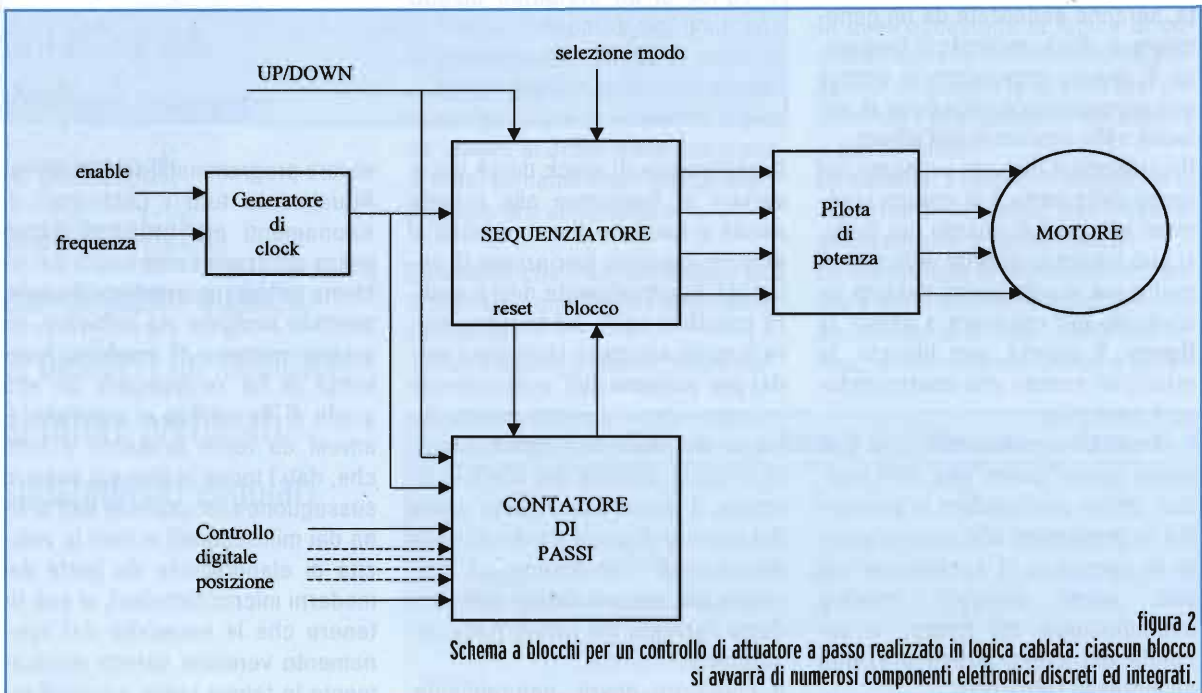 UP/DOWN
selezione modo
enable
frequenza
Generatore
di
clock
SEQUENZIATORE
reset blocco
Pilota
di
potenza
MOTORE
CONTATORE
DI
PASSI
Controllo
digitale
posizione
figura 2
Schema a blocchi per un controllo di attuatore a passo realizzato in logica cablata: ciascun blocco
si avvarrà di numerosi componenti elettronici discreti ed integrati.